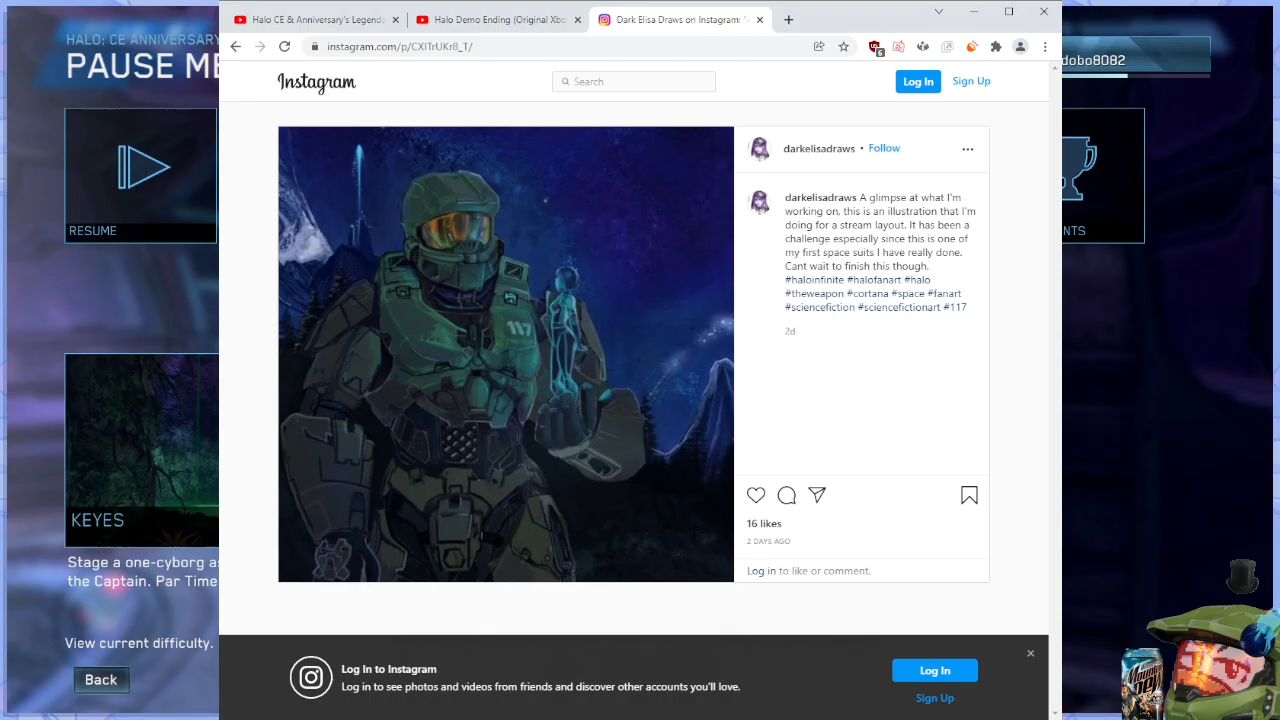 Halo CE & Anniversary's Legenda
Halo Demo Ending (Original Xbo
Dark Elisa Draws on Instagram: "
instagram.com/p/CXITrUKr8_T/
6
HALO: CE ANNIVERSARY
PAUSE ME
dobo8082
Instagram
Search
Log In
Sign Up
RESUME
NTS
117
darkelisadraws • Follow
darkelisadraws A glimpse at what I'm
working on, this is an illustration that I'm
doing for a stream layout. It has been a
challenge especially since this is one of
my first space suits I have really done.
Cant wait to finish this though.
#haloinfinite #halofanart #halo
#theweapon #cortana #space #fanart
#sciencefiction #sciencefictionart #117
2d
16 likes
2 DAYS AGO
Log in to like or comment.
KEYES
Stage a one-cyborg as
the Captain. Par Time
View current difficulty.
Back
Log In to Instagram
Log in to see photos and videos from friends and discover other accounts you'll love.
Log In
Sign Up